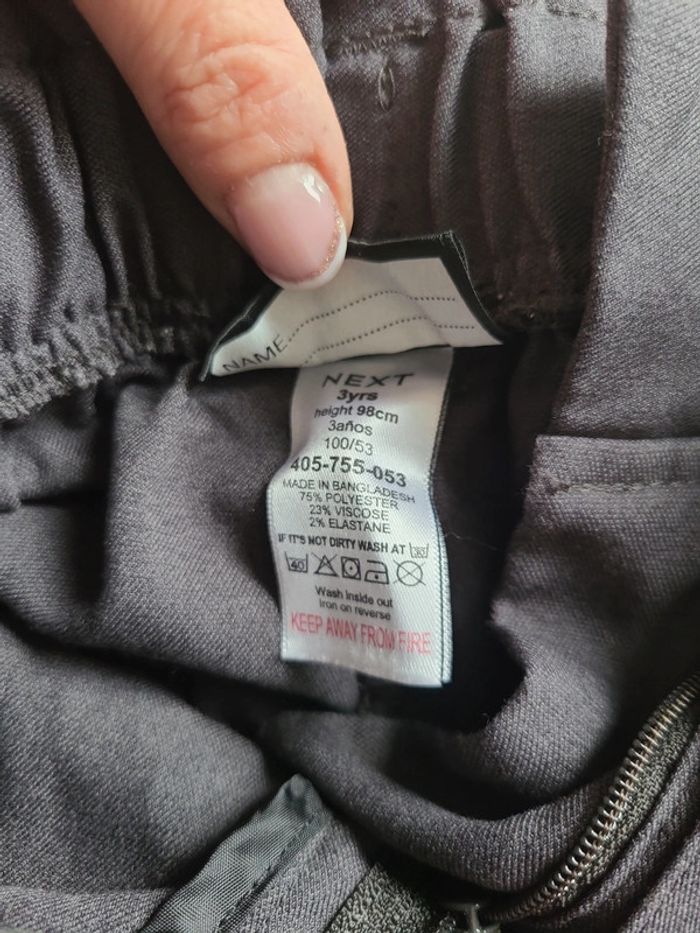 NAME
NEXT
3yrs
height 98cm
3años
100/53
405-755-053
MADE IN BANGLADESH
75% POLYESTER
23% VISCOSE
2% ELASTANE
IF IT'S NOT DIRTY WASH AT 30
40
Wash inside out
Iron on reverse
KEEP AWAY FROM FIRE